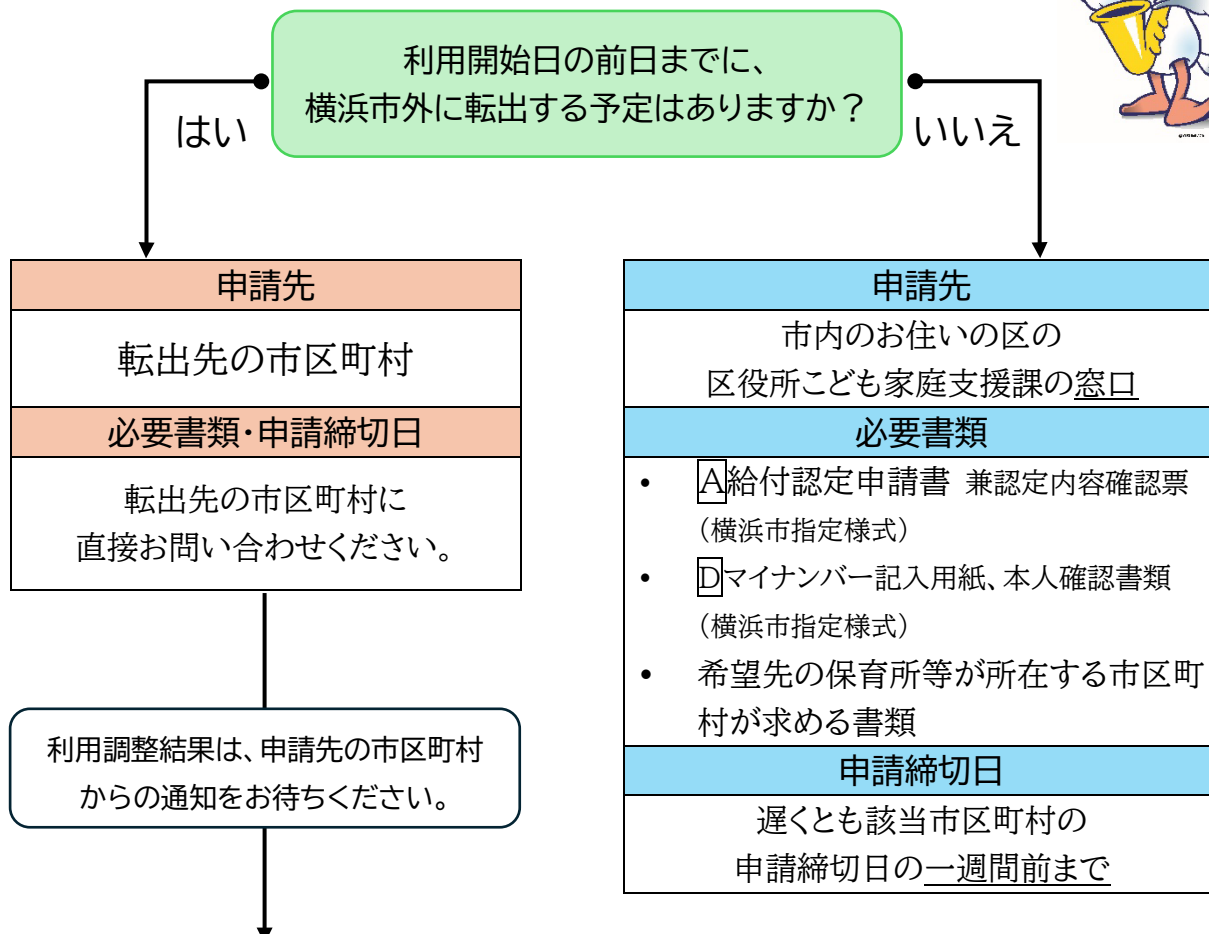 利用開始日の前日までに、
横浜市外に転出する予定はありますか？
はい
いいえ
申請先
転出先の市区町村
必要書類・申請締切日
転出先の市区町村に
直接お問い合わせください。
利用調整結果は、申請先の市区町村
からの通知をお待ちください。
申請先
市内のお住いの区の
区役所こども家庭支援課の窓口
必要書類
• A給付認定申請書 兼認定内容確認票
（横浜市指定様式）
• Dマイナンバー記入用紙、本人確認書類
（横浜市指定様式）
• 希望先の保育所等が所在する市区町
村が求める書類
申請締切日
遅くとも該当市区町村の
申請締切日の一週間前まで